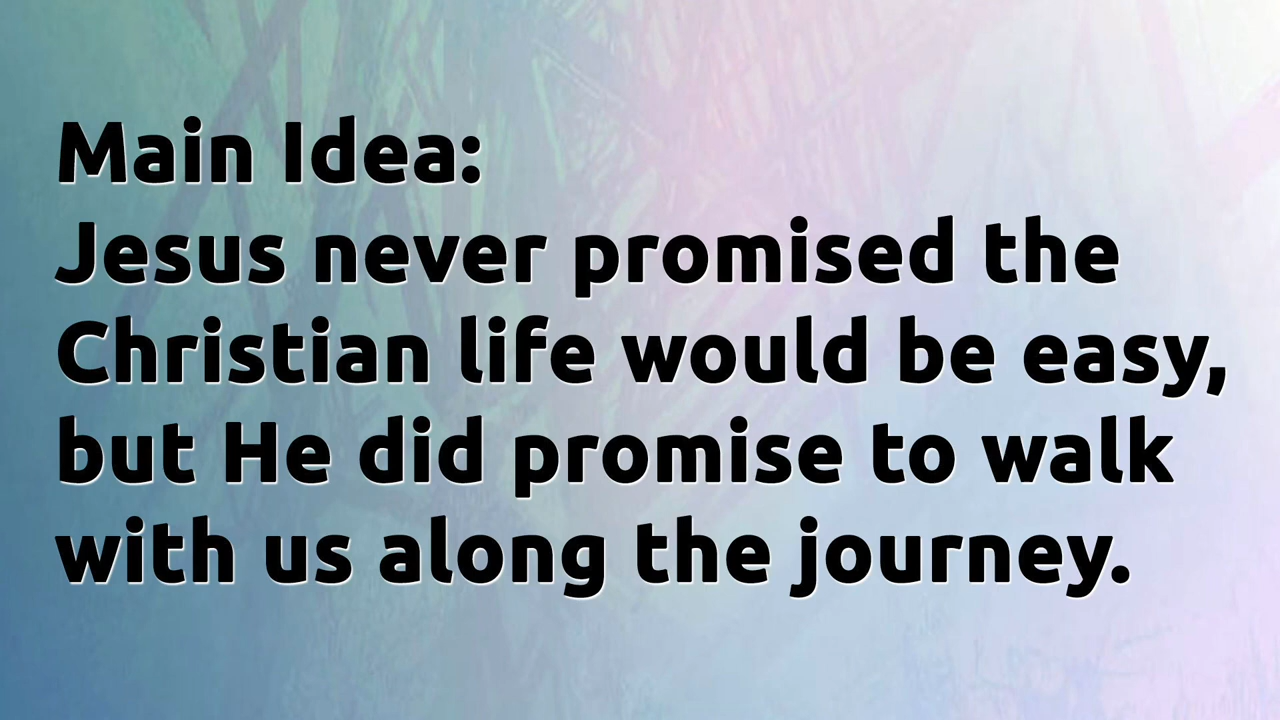 Main Idea:
Jesus never promised the
Christian life would be easy,
but He did promise to walk
with us along the journey.